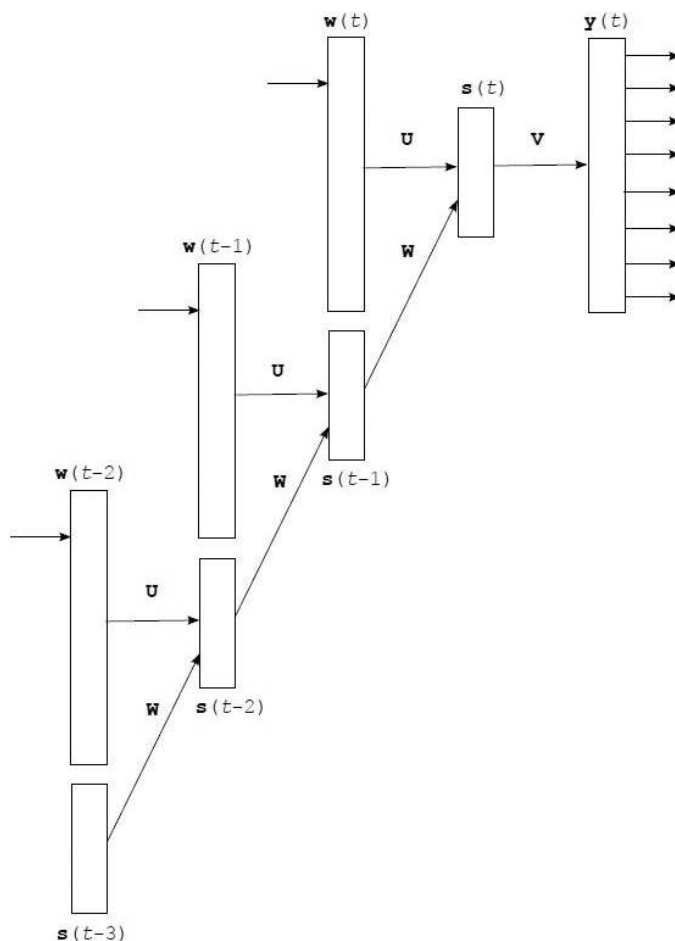 w(t)
y(t)
s(t)
U
V
w(t-1)
W
U
w(t-2)
W
s(t-1)
U
W
s(t-2)
s(t-3)